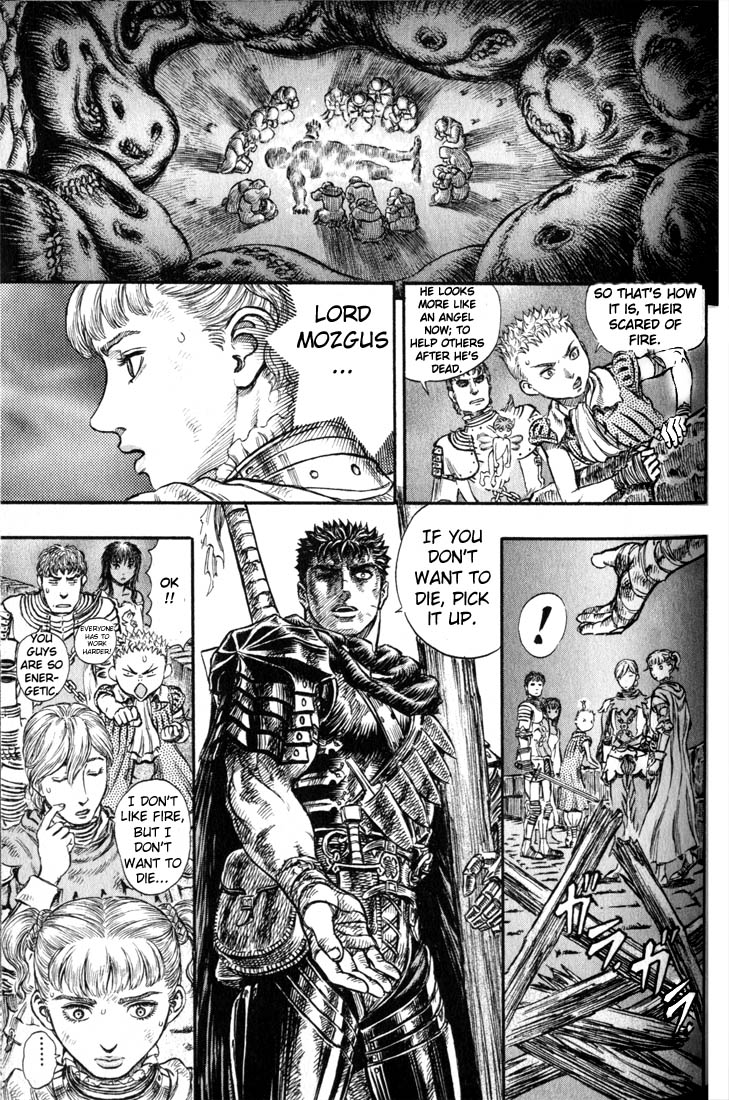 SO THAT'S HOW
IT IS, THEIR
SCARED OF
FIRE.
HE LOOKS
MORE LIKE
AN ANGEL
NOW; TO
HELP OTHERS
AFTER HE'S
DEAD.
LORD
MOZGUS
...
!
ガラガラ
IF YOU
DON'T
WANT TO
DIE, PICK
IT UP.
OK
!!
EVERYONE
HAS TO
WORK
HARDER!
YOU
GUYS
ARE SO
ENER-
GETIC.
I DON'T
LIKE FIRE,
BUT I
DON'T
WANT TO
DIE...
......